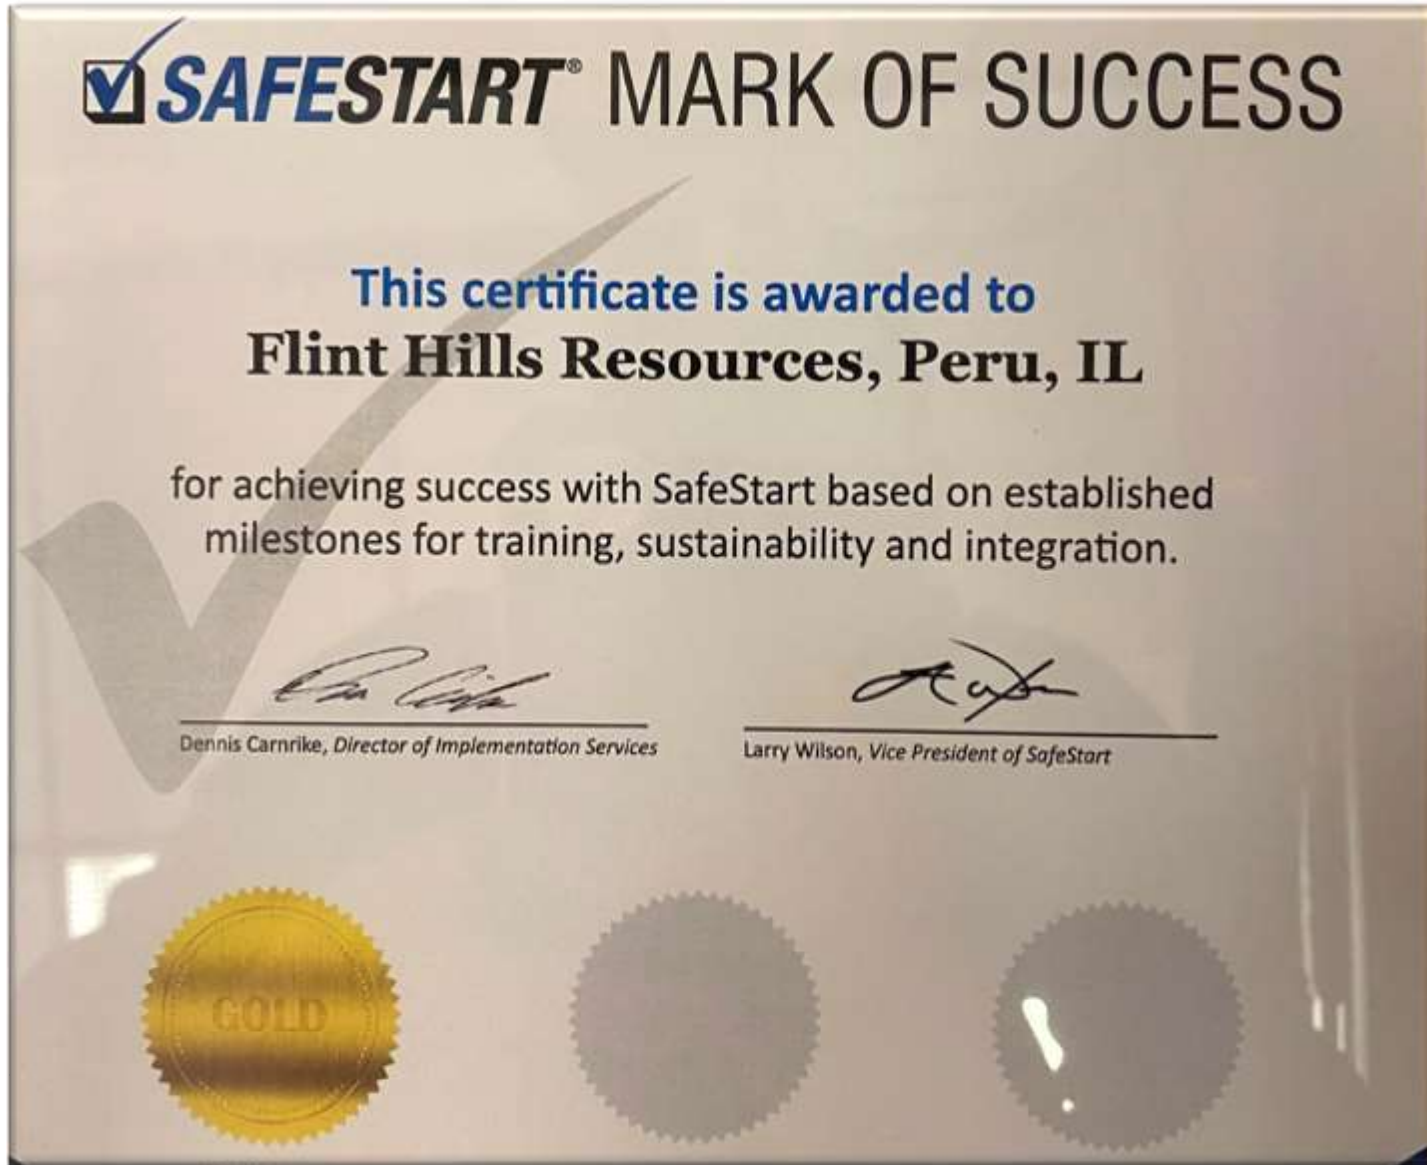 SAFESTART® MARK OF SUCCESS
This certificate is awarded to
Flint Hills Resources, Peru, IL
for achieving success with SafeStart based on established
milestones for training, sustainability and integration.
Dennis Carnrike, Director of Implementation Services
Larry Wilson, Vice President of SafeStart
GOLD